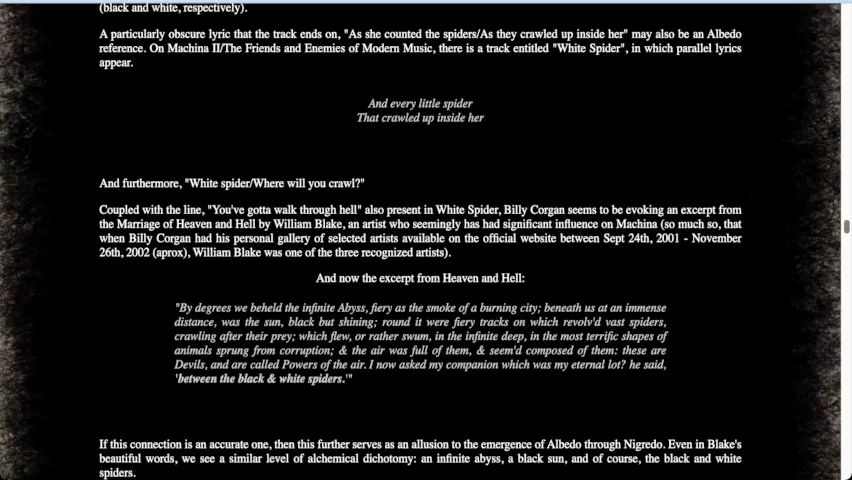 (black and white, respectively).
A particularly obscure lyric that the track ends on, "As she counted the spiders/As they crawled up inside her" may also be an Albedo
reference. On Machina II/The Friends and Enemies of Modern Music, there is a track entitled "White Spider", in which parallel lyrics
appear.
And every little spider
That crawled up inside her
And furthermore, "White spider/Where will you crawl?"
Coupled with the line, "You've gotta walk through hell" also present in White Spider, Billy Corgan seems to be evoking an excerpt from
the Marriage of Heaven and Hell by William Blake, an artist who seemingly has had significant influence on Machina (so much so, that
when Billy Corgan had his personal gallery of selected artists available on the official website between Sept 24th, 2001 - November
26th, 2002 (aprox), William Blake was one of the three recognized artists).
And now the excerpt from Heaven and Hell:
"By degrees we beheld the infinite Abyss, fiery as the smoke of a burning city; beneath us at an immense
distance, was the sun, black but shining; round it were fiery tracks on which revolv'd vast spiders,
crawling after their prey; which flew, or rather swum, in the infinite deep, in the most terrific shapes of
animals sprung from corruption; & the air was full of them, & seem'd composed of them: these are
Devils, and are called Powers of the air. I now asked my companion which was my eternal lot? he said,
'between the black & white spiders.'"
If this connection is an accurate one, then this further serves as an allusion to the emergence of Albedo through Nigredo. Even in Blake's
beautiful words, we see a similar level of alchemical dichotomy: an infinite abyss, a black sun, and of course, the black and white
spiders.